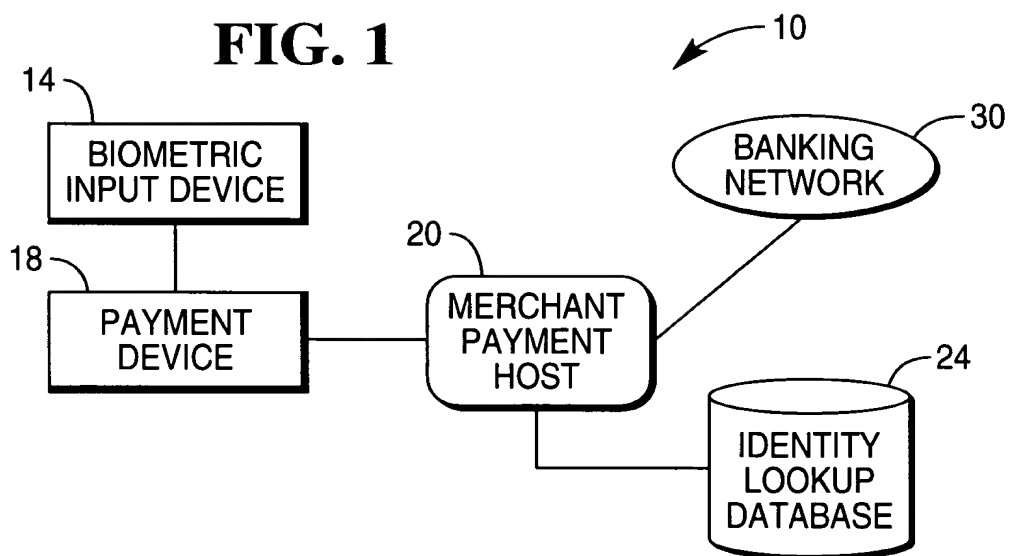 FIG. 1
10
14
BIOMETRIC
INPUT DEVICE
30
BANKING
NETWORK
18
PAYMENT
DEVICE
20
MERCHANT
PAYMENT
HOST
24
IDENTITY
LOOKUP
DATABASE